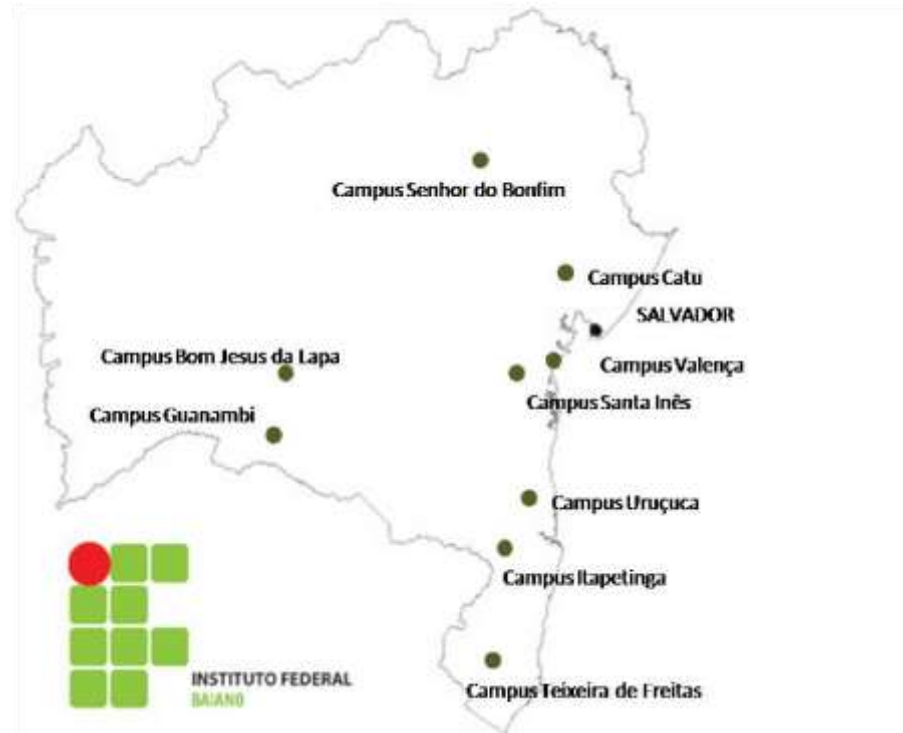 Campus Senhor do Bonfim
Campus Catu
SALVADOR
Campus Bom Jesus da Lapa
Campus Valença
Campus Santa Inês
Campus Guanambi
Campus Uruçuca
Campus Itapetinga
INSTITUTO FEDERAL
BAIANO
Campus Teixeira de Freitas